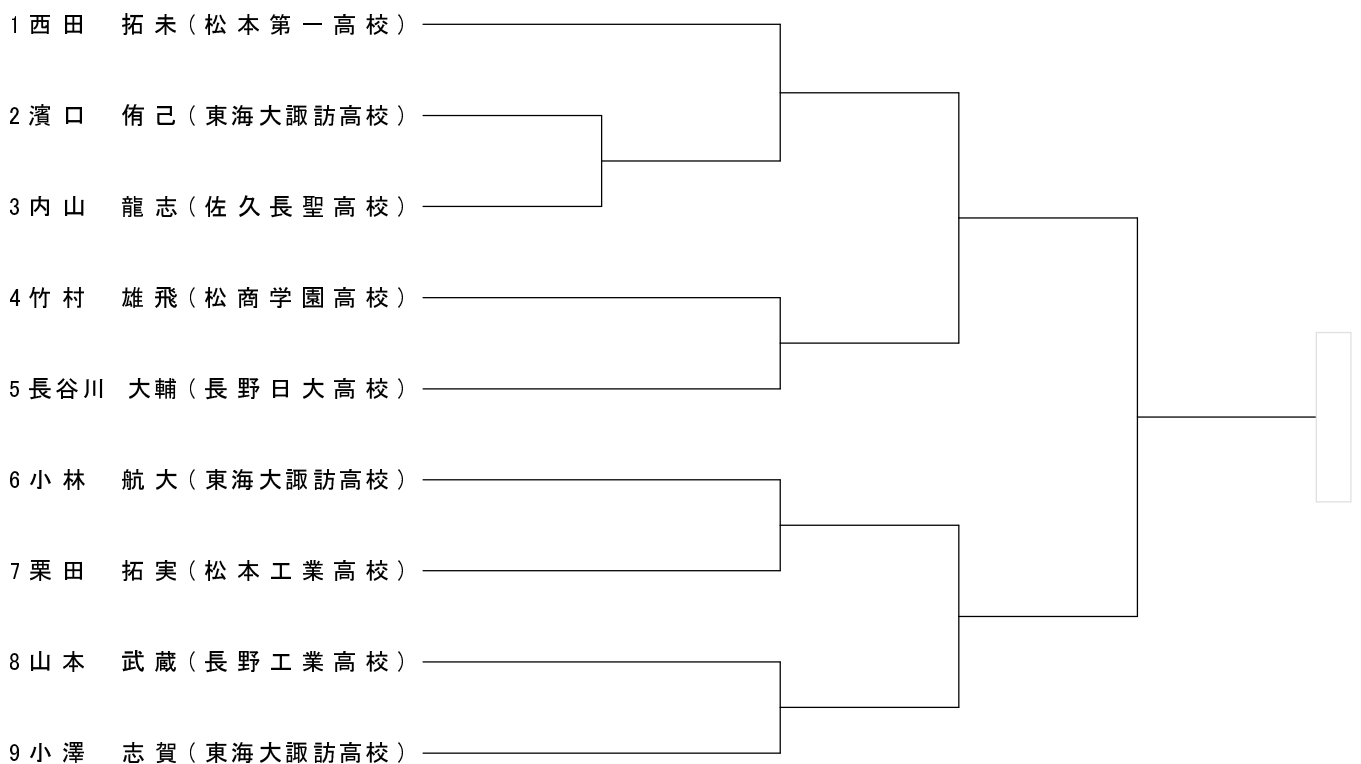 1 西田 拓未(松本第一高校)
2 濱口 侑己(東海大諏訪高校)
3 内山 龍志(佐久長聖高校)
4 竹村 雄飛(松商学園高校)
5 長谷川 大輔(長野日大高校)
6 小林 航大(東海大諏訪高校)
7 栗田 拓実(松本工業高校)
8 山本 武蔵(長野工業高校)
9 小澤 志賀(東海大諏訪高校)